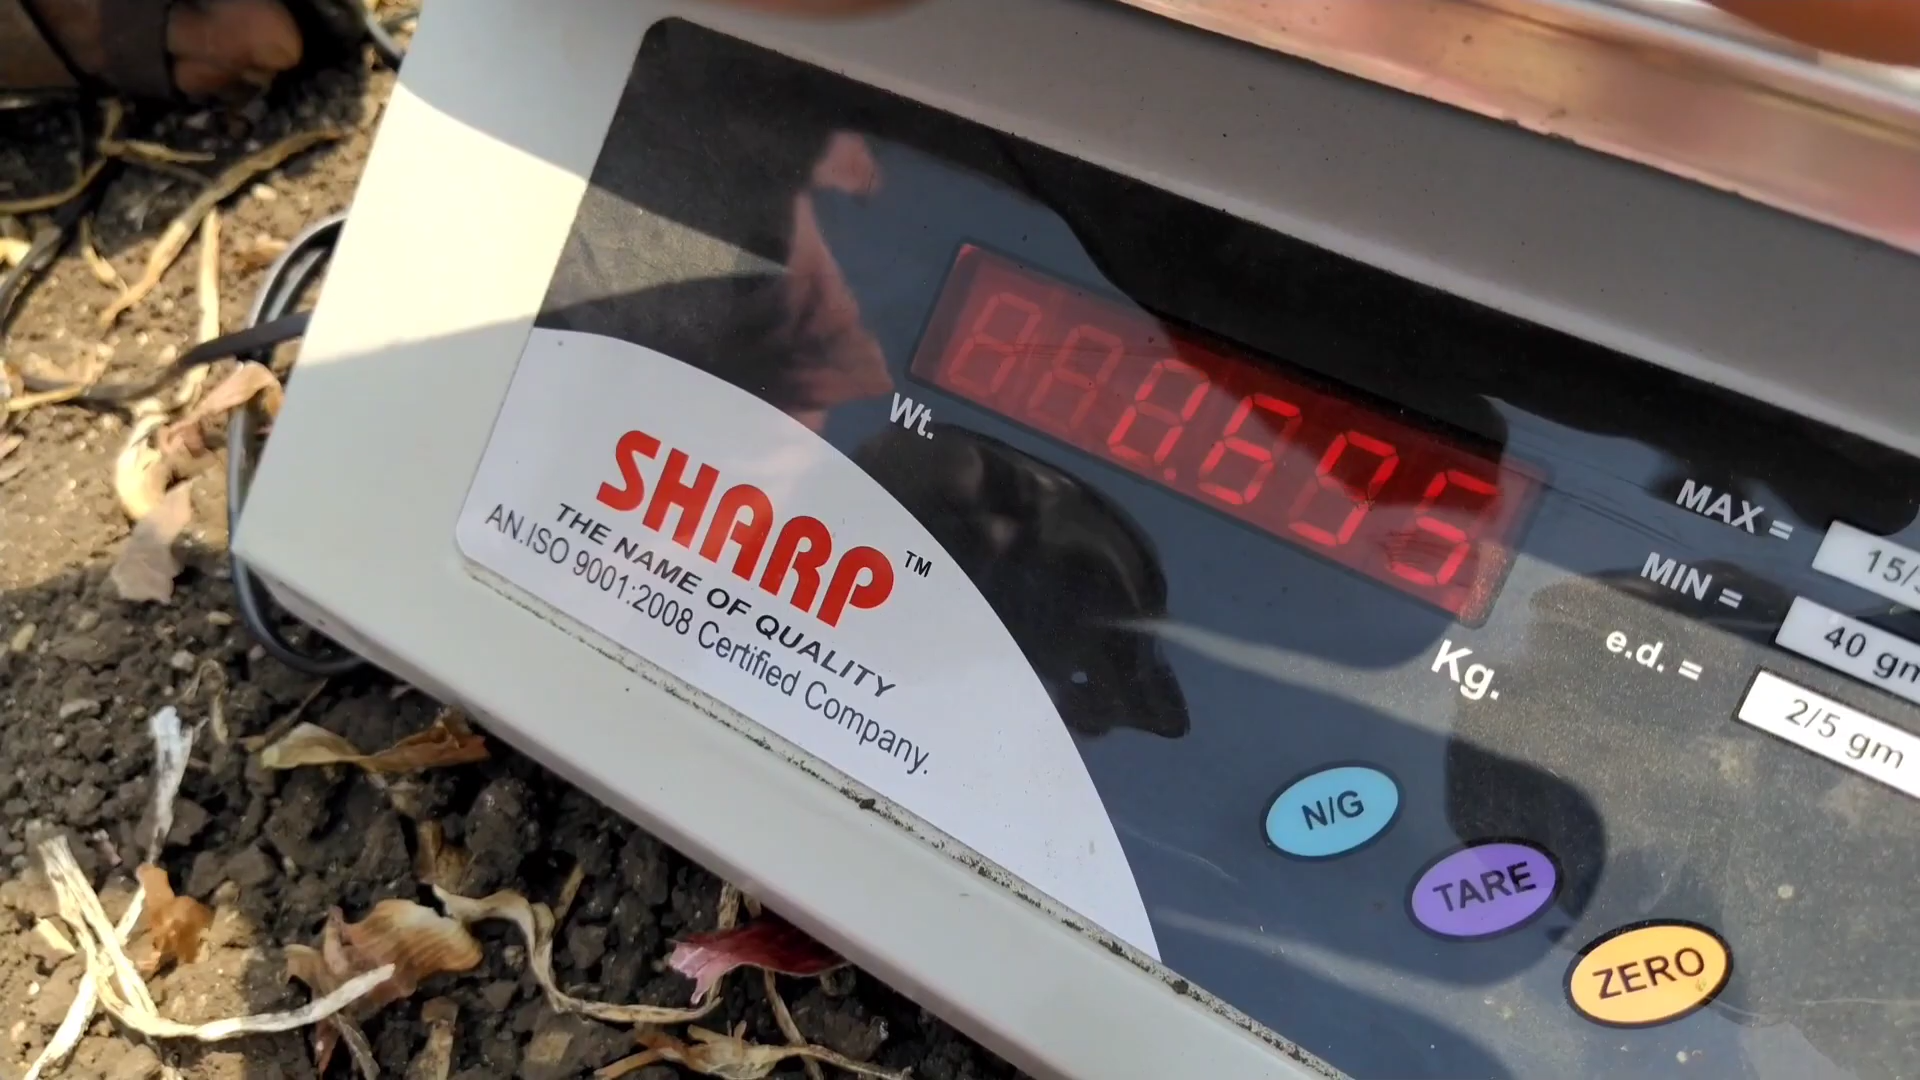 0.695
Wt.
SHARP™
THE NAME OF QUALITY
AN.ISO 9001:2008 Certified Company.
Kg.
MAX =
MIN = 40 gm
e.d. = 2/5 gm
N/G
TARE
ZERO